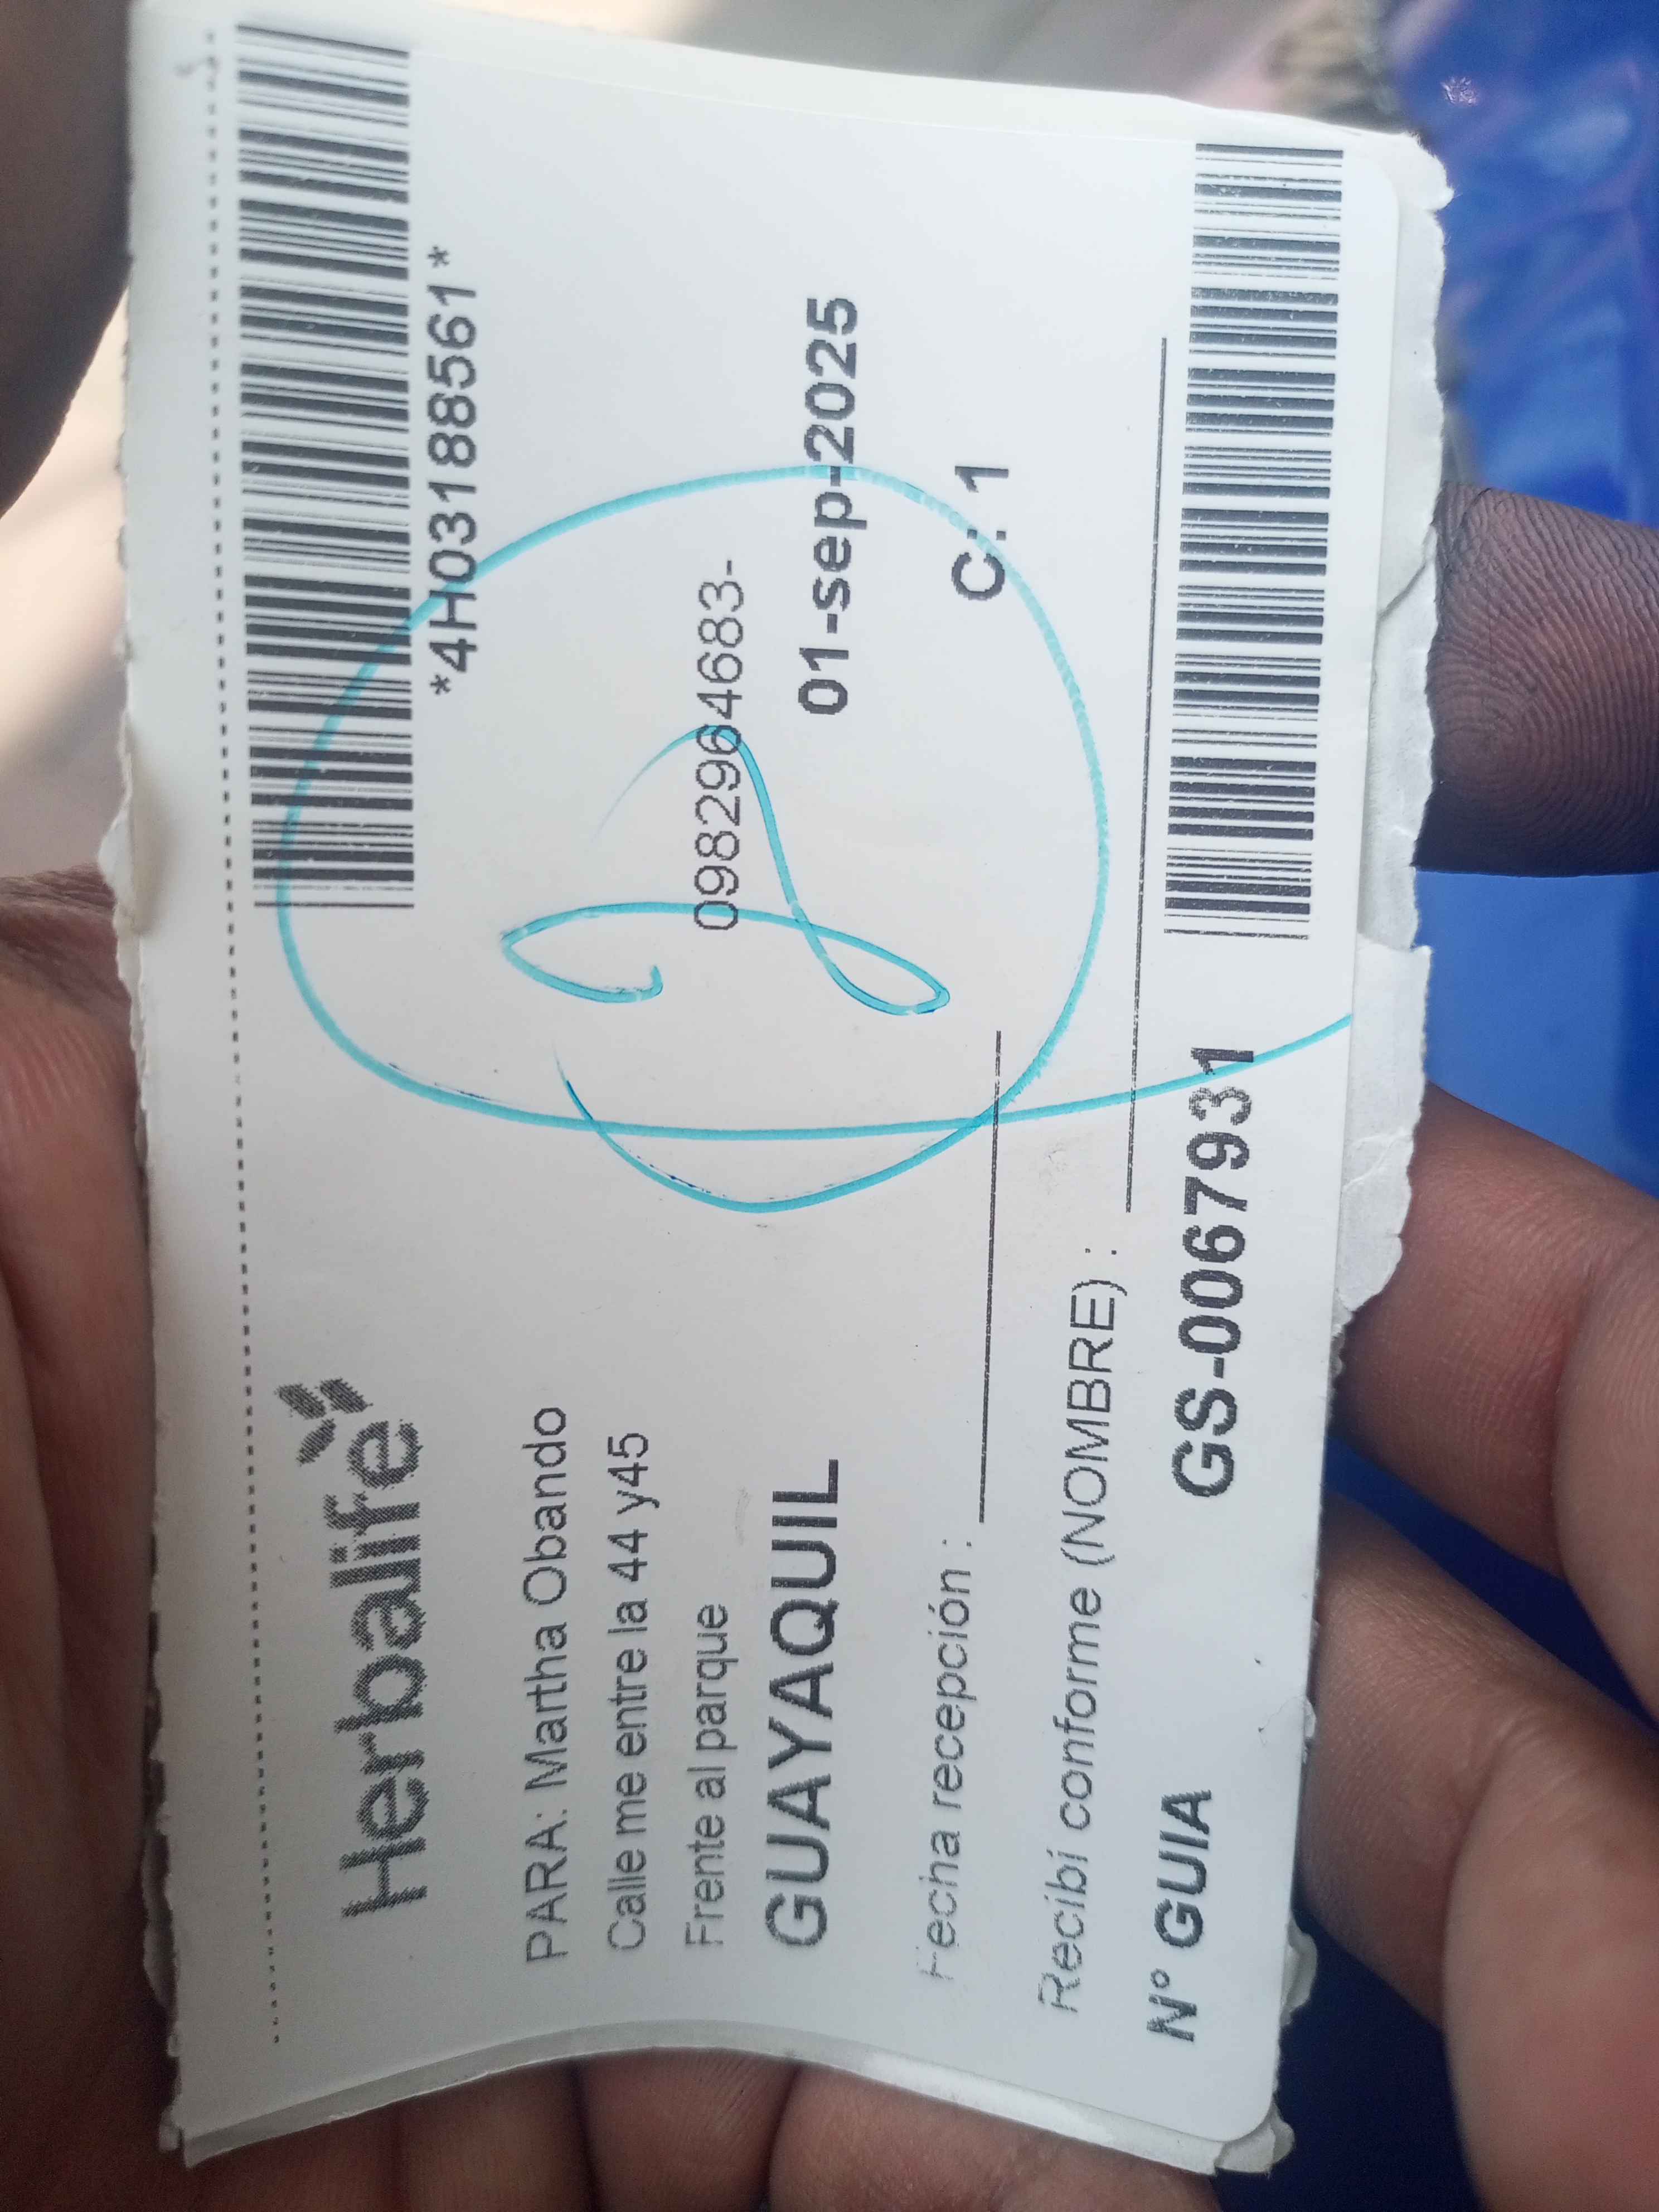 Herbalife
*4H03188561*
PARA: Martha Obando
Calle me entre la 44 y45
Frente al parque
0982964683-
GUAYAQUIL
01-sep-2025
Fecha recepción :
C: 1
Recibí conforme (NOMBRE) :
N° GUIA GS-0067931